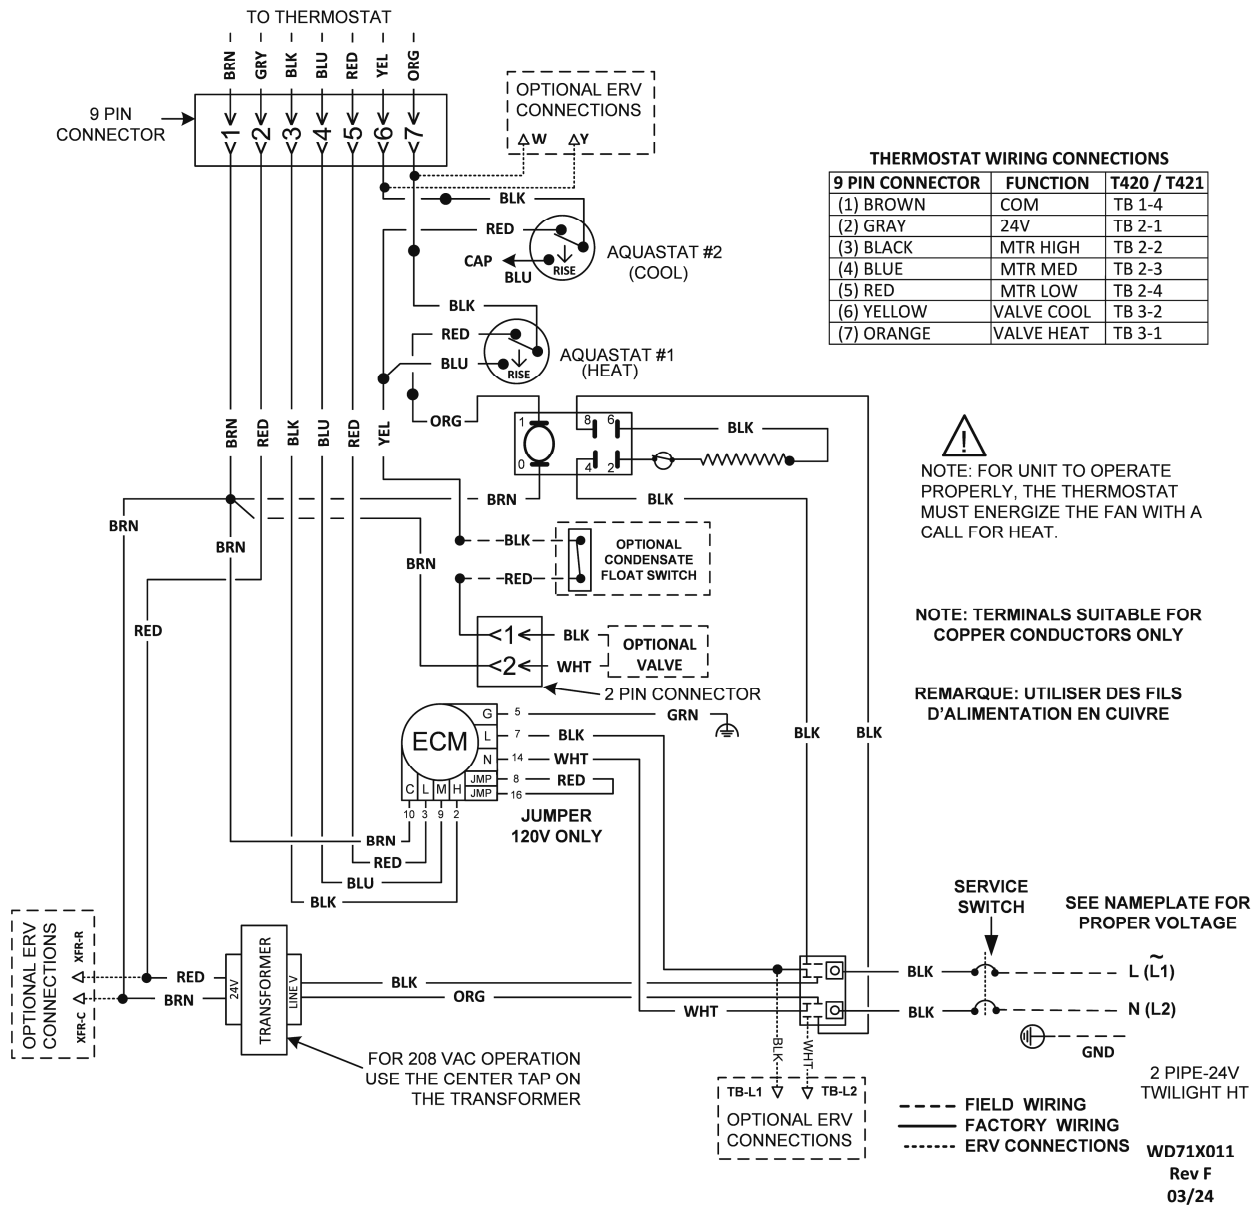 TO THERMOSTAT
BRN
GRY
BLK
BLU
RED
YEL
ORG
9 PIN
CONNECTOR
1
2
3
4
5
6
7
OPTIONAL ERV
CONNECTIONS
W
Y
BLK
RED
CAP
BLU
RISE
AQUASTAT #2
(COOL)
BLK
RED
BLU
RISE
AQUASTAT #1
(HEAT)
THERMOSTAT WIRING CONNECTIONS
9 PIN CONNECTOR FUNCTION T420 / T421
(1) BROWN COM TB 1-4
(2) GRAY 24V TB 2-1
(3) BLACK MTR HIGH TB 2-2
(4) BLUE MTR MED TB 2-3
(5) RED MTR LOW TB 2-4
(6) YELLOW VALVE COOL TB 3-2
(7) ORANGE VALVE HEAT TB 3-1
BRN
RED
BLK
BLU
RED
YEL
ORG
1
0
8
6
4
2
BLK
BLK
BRN
!
NOTE: FOR UNIT TO OPERATE
PROPERLY, THE THERMOSTAT
MUST ENERGIZE THE FAN WITH A
CALL FOR HEAT.
BRN
BRN
BRN
BLK
RED
OPTIONAL
CONDENSATE
FLOAT SWITCH
RED
1
2
BLK
WHT
OPTIONAL
VALVE
2 PIN CONNECTOR
NOTE: TERMINALS SUITABLE FOR
COPPER CONDUCTORS ONLY
REMARQUE: UTILISER DES FILS
D'ALIMENTATION EN CUIVRE
ECM
G
L
N
JMP
JMP
C
L
M
H
5
7
14
8
16
10
3
9
2
GRN
BLK
WHT
RED
JUMPER
120V ONLY
BLK
BLK
BRN
RED
BLU
BLK
OPTIONAL ERV
CONNECTIONS
XFR-R
XFR-C
RED
BRN
24V
TRANSFORMER
LINE V
BLK
ORG
WHT
FOR 208 VAC OPERATION
USE THE CENTER TAP ON
THE TRANSFORMER
BLK
WHT
TB-L1
TB-L2
OPTIONAL ERV
CONNECTIONS
SERVICE
SWITCH
SEE NAMEPLATE FOR
PROPER VOLTAGE
~
BLK
L (L1)
BLK
N (L2)
GND
2 PIPE-24V
TWILIGHT HT
FIELD WIRING
FACTORY WIRING
ERV CONNECTIONS
WD71X011
Rev F
03/24